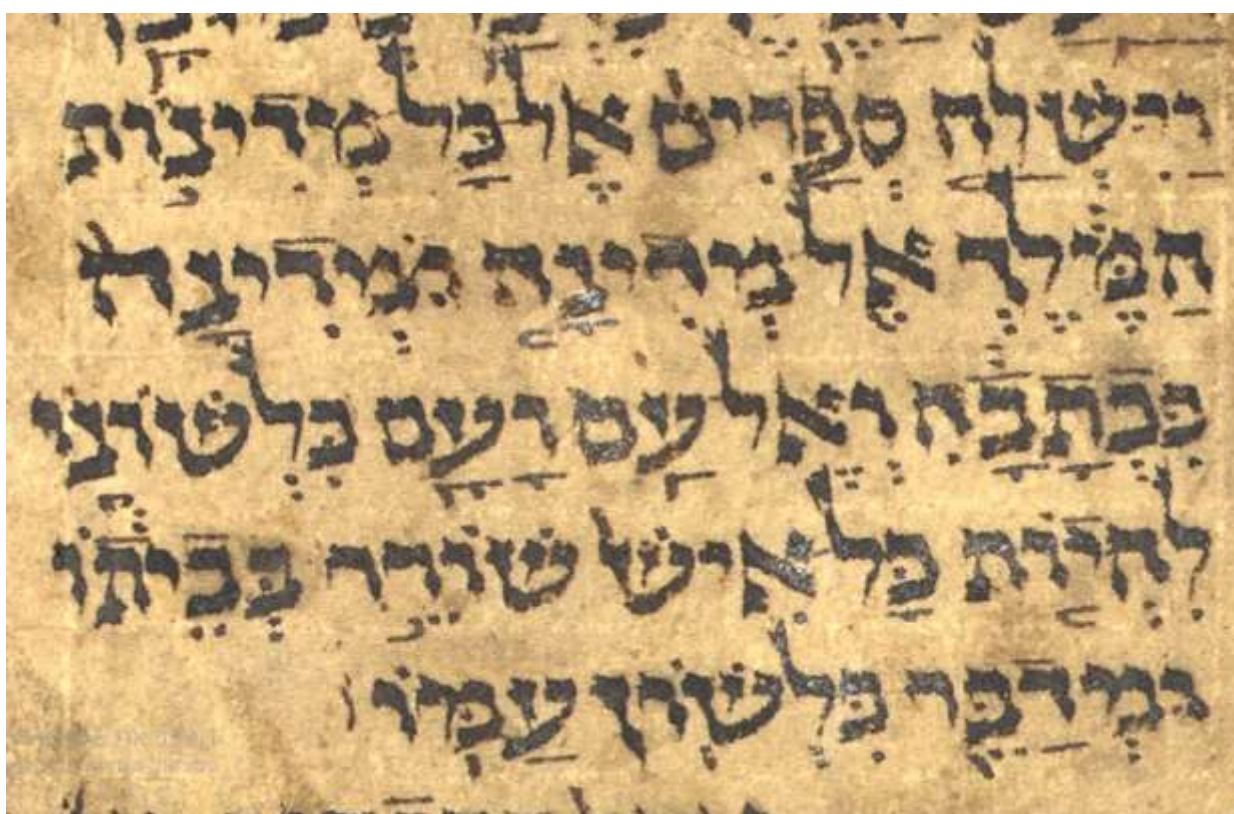 וַיִּשְׁלַח סְפָרִים אֶל כָּל מְדִינוֹת
הַמֶּלֶךְ אֶל מְדִינָה וּמְדִינָה
כִּכְתָבָהּ וְאֶל עַם וָעָם כִּלְשׁוֹנוֹ
לִהְיוֹת כָּל אִישׁ שׂוֹרֵר בְּבֵיתוֹ
וּמְדַבֵּר כִּלְשׁוֹן עַמּוֹ